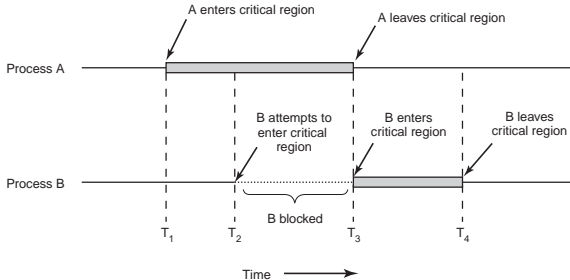 A enters critical region
A leaves critical region
Process A
B attempts to
enter critical
region
B enters
critical region
B leaves
critical region
Process B
B blocked
T1
T2
T3
T4
Time